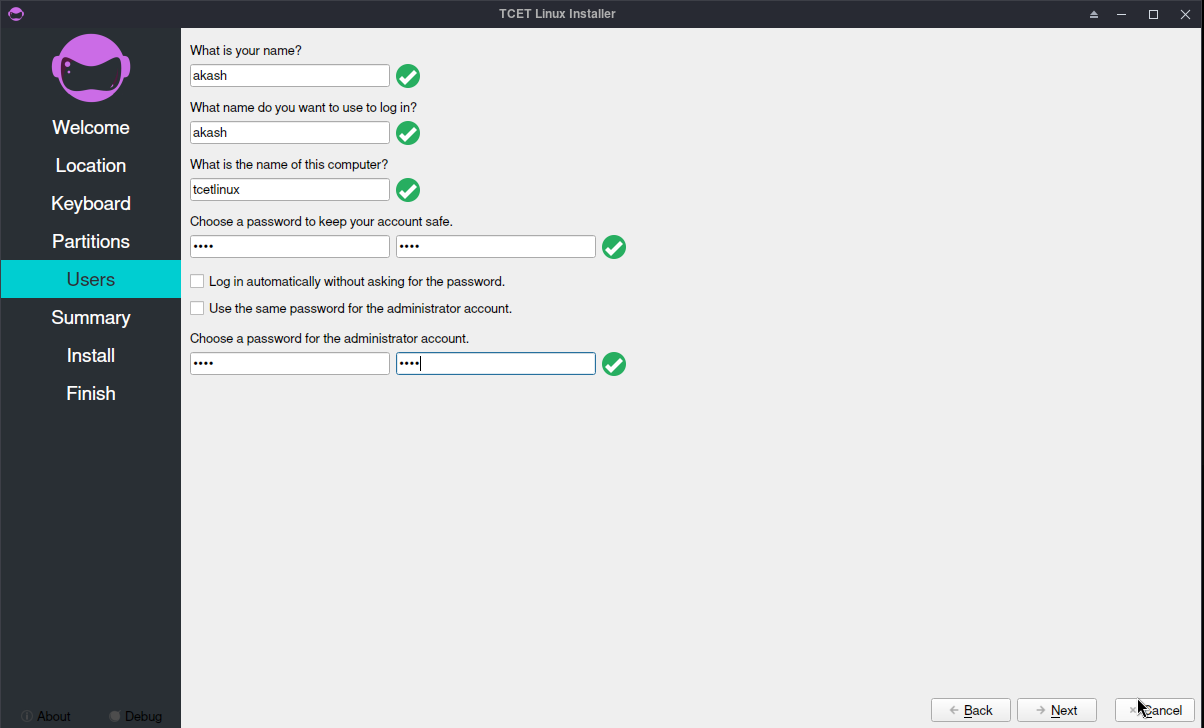 TCET Linux Installer
Welcome
Location
Keyboard
Partitions
Users
Summary
Install
Finish
About
Debug
What is your name?
akash
What name do you want to use to log in?
akash
What is the name of this computer?
tcetlinux
Choose a password to keep your account safe.
•••• ••••
Log in automatically without asking for the password.
Use the same password for the administrator account.
Choose a password for the administrator account.
•••• ••••
Back
Next
Cancel